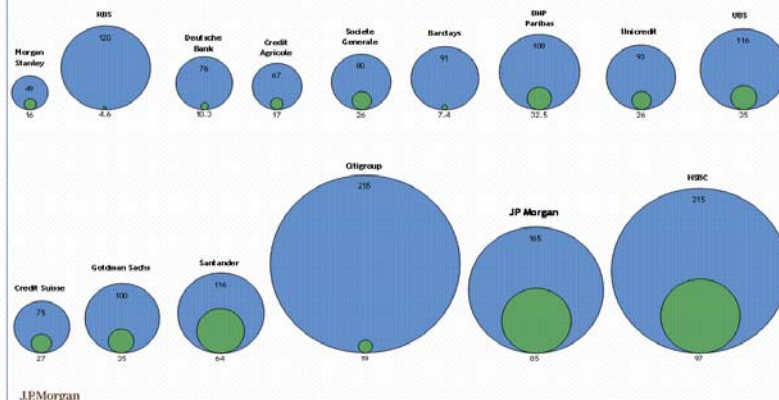 RBS
120
4.6
Morgan
Stanley
49
16
Deutsche
Bank
76
10.3
Credit
Agricole
67
17
Societe
Generale
80
26
Barclays
91
7.4
BNP
Paribas
108
32.5
Unicredit
93
26
UBS
116
35
Credit Suisse
75
27
Goldman Sachs
100
35
Santander
116
64
Citigroup
255
19
JP Morgan
165
85
HSBC
215
97
J.P.Morgan